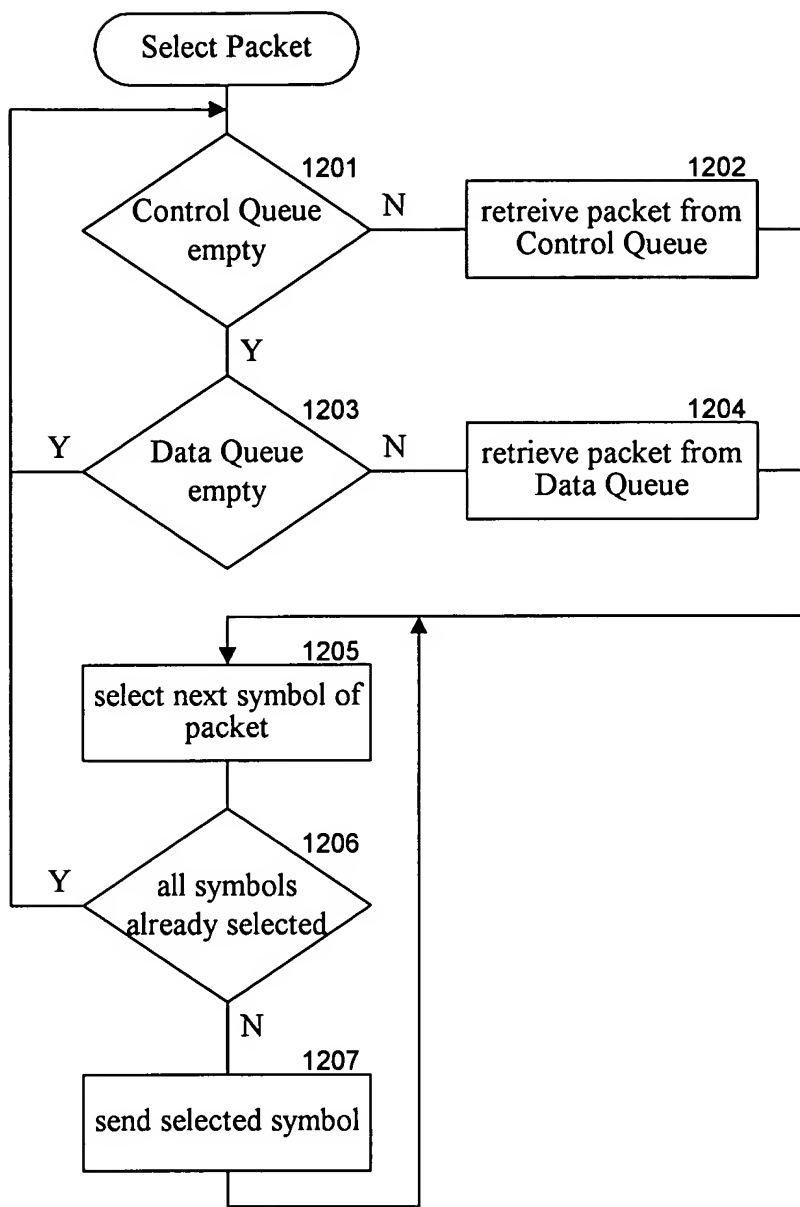 Select Packet
1201
Control Queue
empty
N
1202
retreive packet from
Control Queue
Y
1203
Data Queue
empty
Y
N
1204
retrieve packet from
Data Queue
1205
select next symbol of
packet
1206
all symbols
already selected
Y
N
1207
send selected symbol